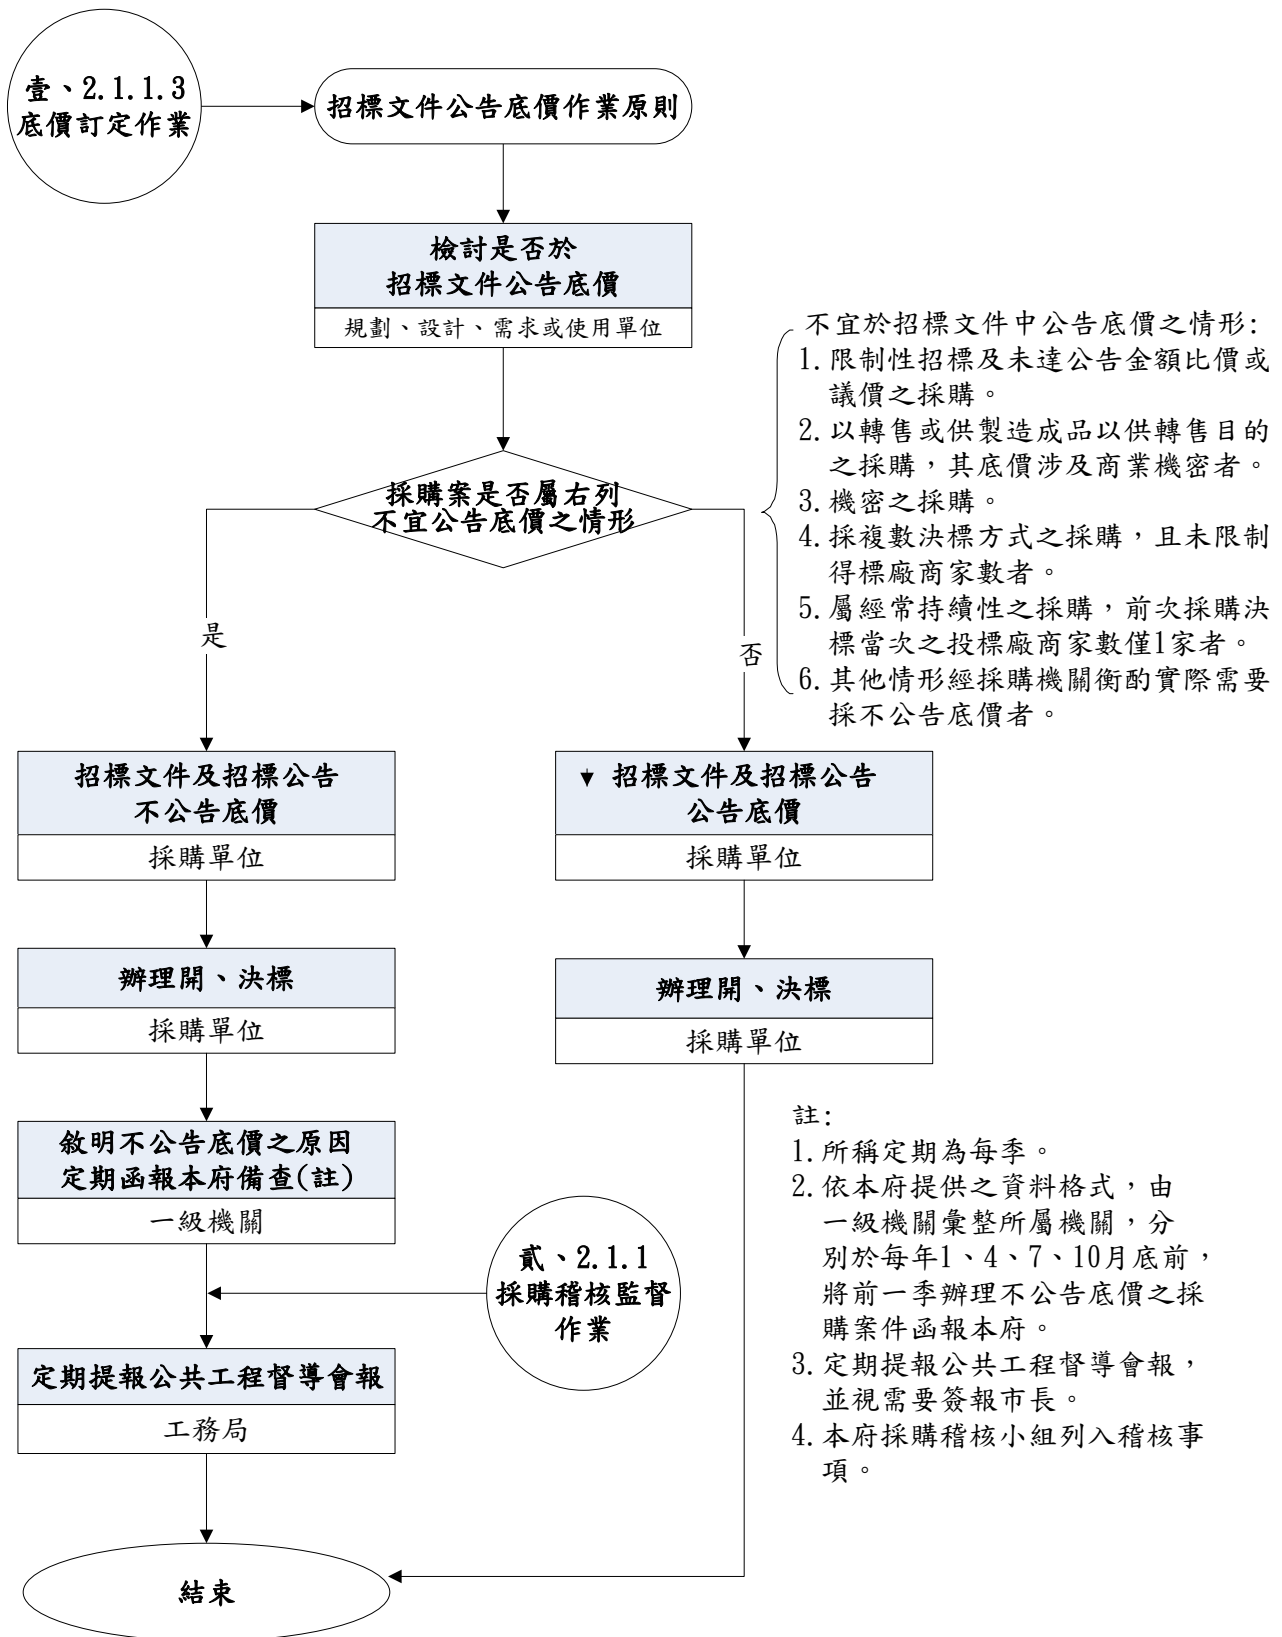 壹、2.1.1.3
底價訂定作業
招標文件公告底價作業原則
檢討是否於
招標文件公告底價
規劃、設計、需求或使用單位
採購案是否屬右列
不宜公告底價之情形
不宜於招標文件中公告底價之情形:
1.限制性招標及未達公告金額比價或
議價之採購。
2.以轉售或供製造成品以供轉售目的
之採購，其底價涉及商業機密者。
3.機密之採購。
4.採複數決標方式之採購，且未限制
得標廠商家數者。
5.屬經常持續性之採購，前次採購決
標當次之投標廠商家數僅1家者。
6.其他情形經採購機關衡酌實際需要
採不公告底價者。
是
否
招標文件及招標公告
不公告底價
採購單位
▼ 招標文件及招標公告
公告底價
採購單位
辦理開、決標
採購單位
辦理開、決標
採購單位
敘明不公告底價之原因
定期函報本府備查(註)
一級機關
貳、2.1.1
採購稽核監督
作業
定期提報公共工程督導會報
工務局
註:
1.所稱定期為每季。
2.依本府提供之資料格式，由
一級機關彙整所屬機關，分
別於每年1、4、7、10月底前，
將前一季辦理不公告底價之採
購案件函報本府。
3.定期提報公共工程督導會報，
並視需要簽報市長。
4.本府採購稽核小組列入稽核事
項。
結束